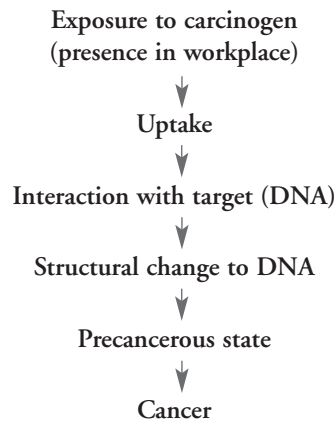 Exposure to carcinogen
(presence in workplace)
Uptake
Interaction with target (DNA)
Structural change to DNA
Precancerous state
Cancer